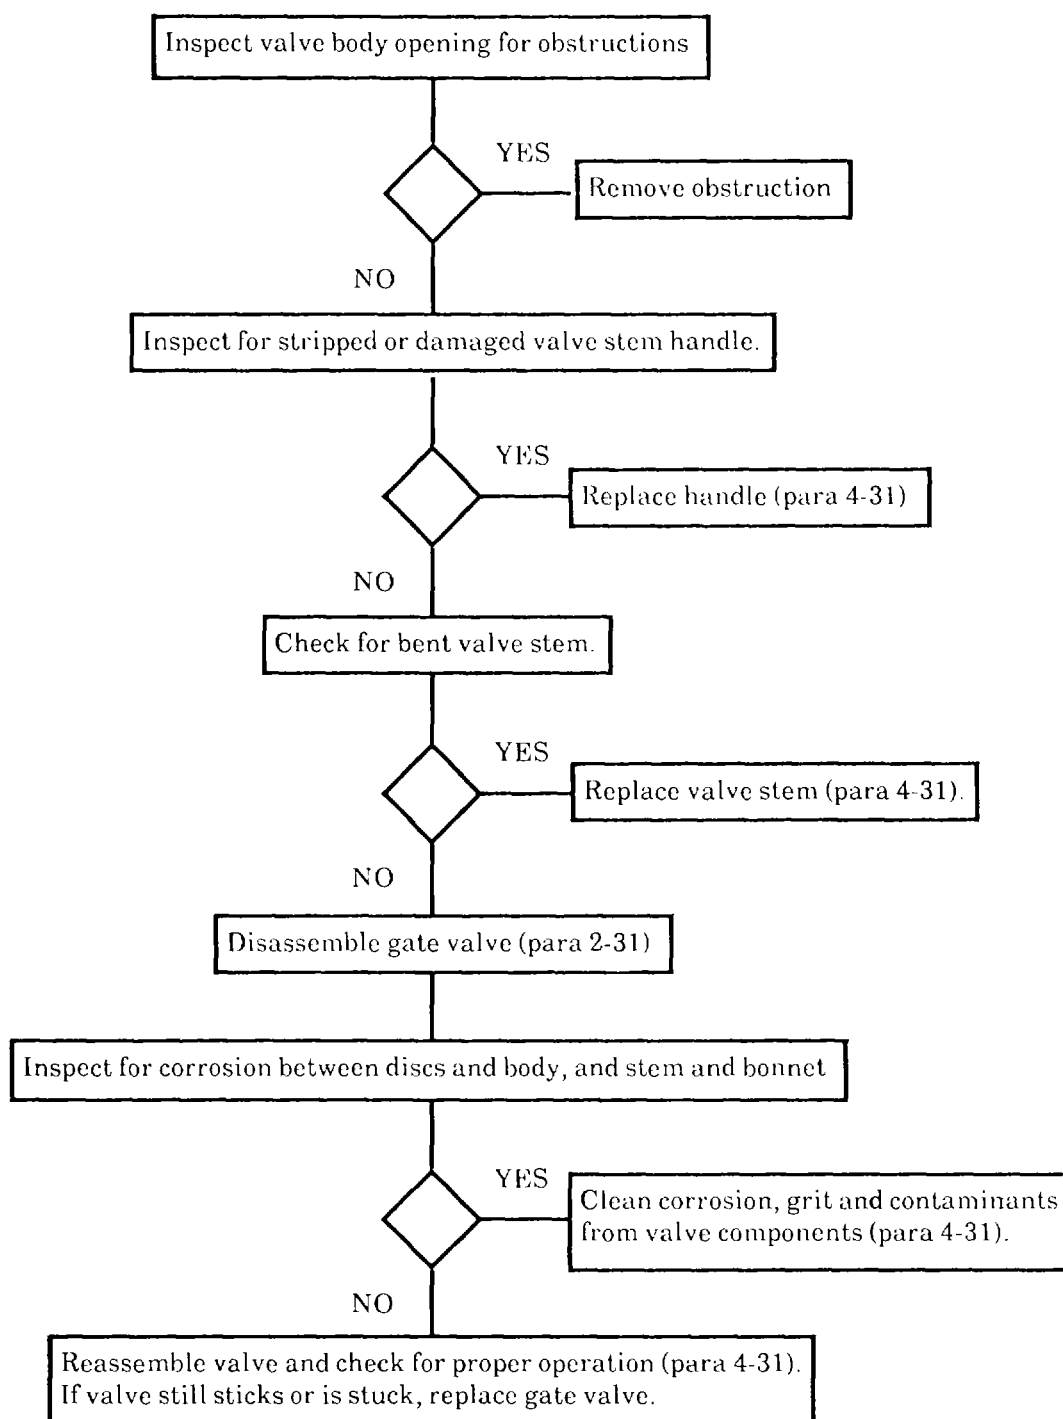 Inspect valve body opening for obstructions
YES
Remove obstruction
NO
Inspect for stripped or damaged valve stem handle.
YES
Replace handle (para 4-31)
NO
Check for bent valve stem.
YES
Replace valve stem (para 4-31).
NO
Disassemble gate valve (para 2-31)
Inspect for corrosion between discs and body, and stem and bonnet
YES
Clean corrosion, grit and contaminants
from valve components (para 4-31).
NO
Reassemble valve and check for proper operation (para 4-31).
If valve still sticks or is stuck, replace gate valve.